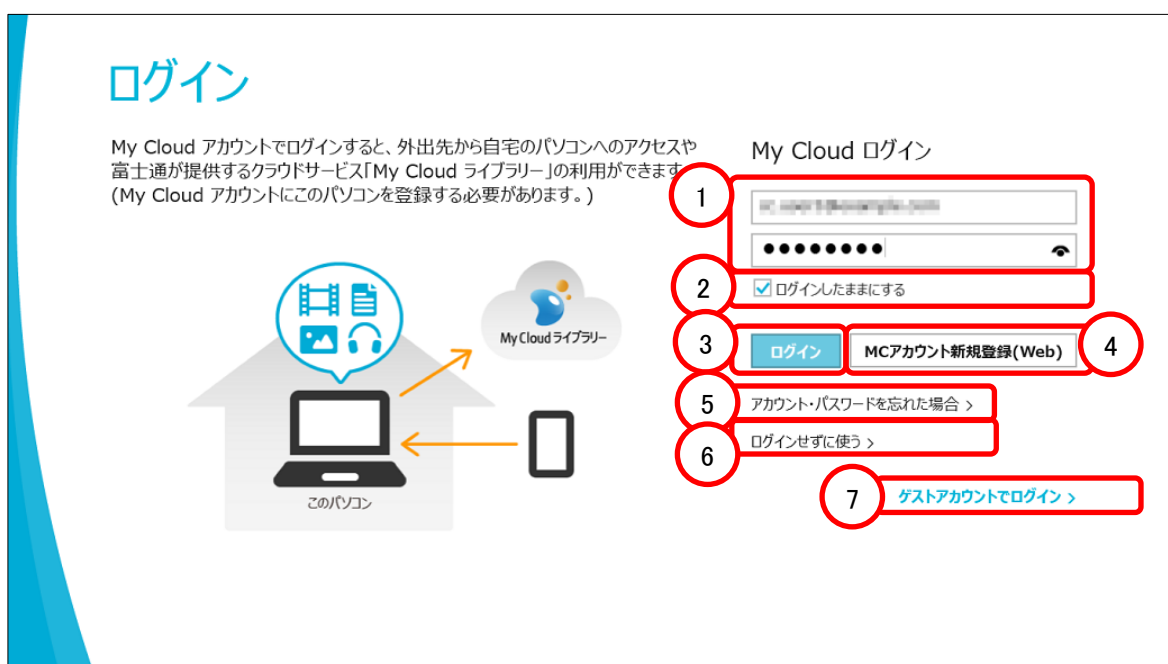 ログイン
My Cloud アカウントでログインすると、外出先から自宅のパソコンへのアクセスや
富士通が提供するクラウドサービス「My Cloud ライブラリー」の利用ができます
(My Cloud アカウントにこのパソコンを登録する必要があります。)
My Cloud ライブラリー
このパソコン
My Cloud ログイン
1
2
ログインしたままにする
3
ログイン
MCアカウント新規登録(Web)
4
5
アカウント・パスワードを忘れた場合 >
6
ログインせずに使う >
7
ゲストアカウントでログイン >